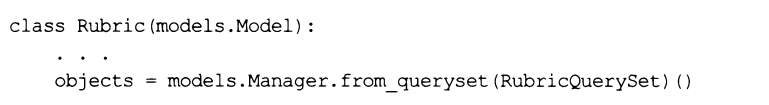 class Rubric(models.Model):
    . . .
    objects = models.Manager.from_queryset(RubricQuerySet)()